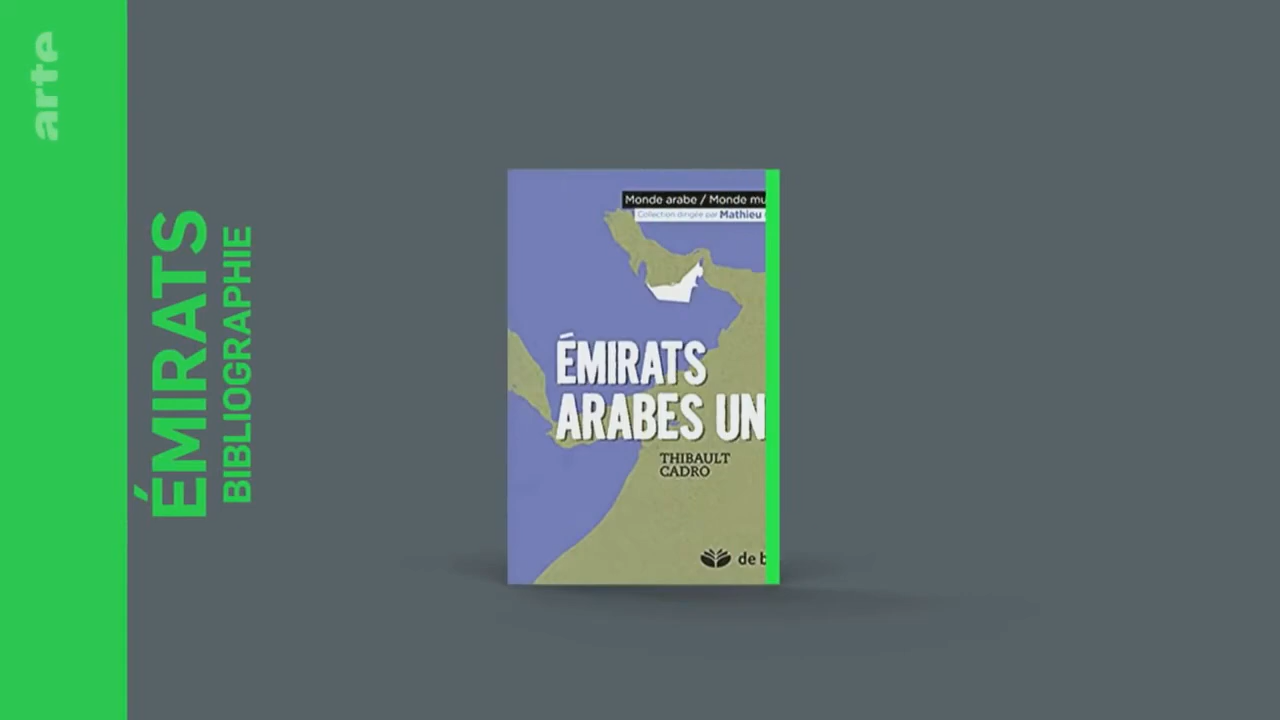 arte
ÉMIRATS
BIBLIOGRAPHIE
Monde arabe / Monde mu
Collection dirigée par Mathieu
ÉMIRATS
ARABES UN
THIBAULT
CADRO
de b